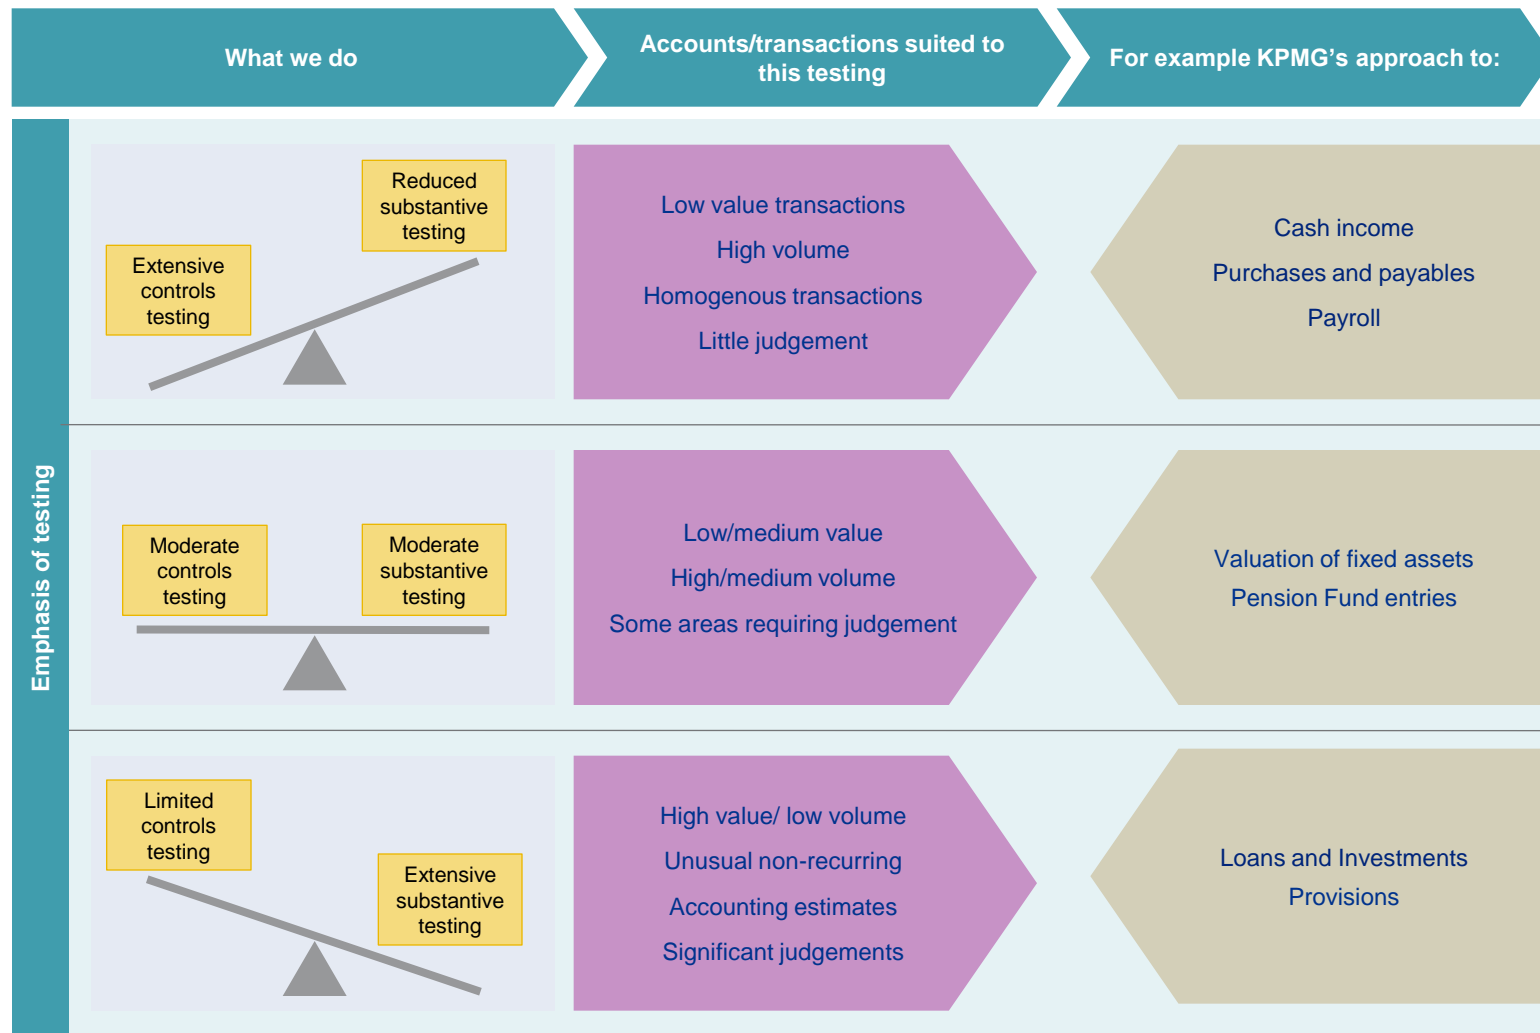 What we do
Accounts/transactions suited to
this testing
For example KPMG’s approach to:
Emphasis of testing
Extensive
controls
testing
Reduced
substantive
testing
Low value transactions
High volume
Homogenous transactions
Little judgement
Cash income
Purchases and payables
Payroll
Moderate
controls
testing
Moderate
substantive
testing
Low/medium value
High/medium volume
Some areas requiring judgement
Valuation of fixed assets
Pension Fund entries
Limited
controls
testing
Extensive
substantive
testing
High value/ low volume
Unusual non-recurring
Accounting estimates
Significant judgements
Loans and Investments
Provisions